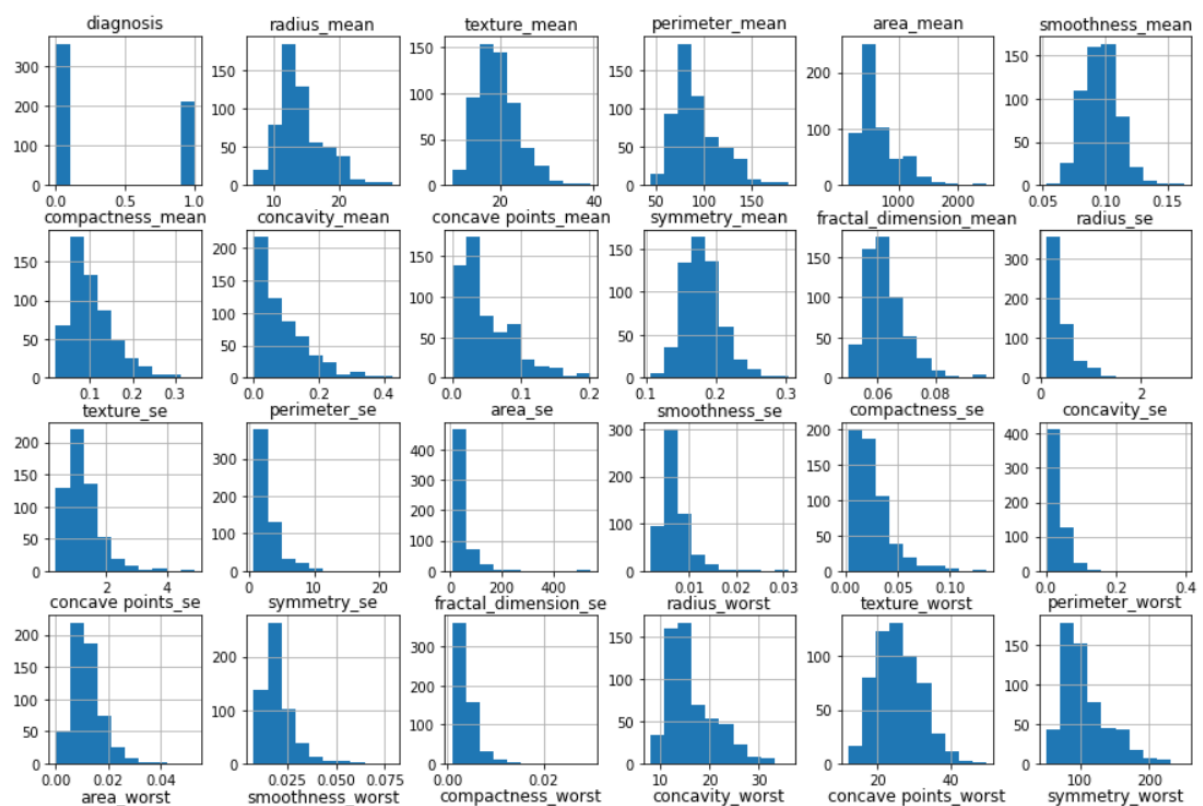 diagnosis radius_mean texture_mean perimeter_mean area_mean smoothness_mean
300 200 100 0
150 100 50 0
150 100 50 0
150 100 50 0
200 100 0
150 100 50 0
0.0 0.5 1.0 10 20 20 40 50 100 150 1000 2000 0.05 0.10 0.15
compactness_mean concavity_mean concave points_mean symmetry_mean fractal_dimension_mean radius_se
150 100 50 0
200 150 100 50 0
150 100 50 0
150 100 50 0
150 100 50 0
300 200 100 0
0.1 0.2 0.3 0.0 0.2 0.4 0.0 0.1 0.2 0.1 0.2 0.3 0.06 0.08 0 2
texture_se perimeter_se area_se smoothness_se compactness_se concavity_se
200 150 100 50 0
300 200 100 0
400 300 200 100 0
300 200 100 0
200 150 100 50 0
400 300 200 100 0
2 4 0 10 20 0 200 400 0.01 0.02 0.03 0.00 0.05 0.10 0.0 0.2 0.4
concave points_se symmetry_se fractal_dimension_se radius_worst texture_worst perimeter_worst
200 150 100 50 0
200 100 0
300 200 100 0
150 100 50 0
100 50 0
150 100 50 0
0.00 0.02 0.04 0.025 0.050 0.075 0.00 0.02 10 20 30 20 40 100 200
area_worst smoothness_worst compactness_worst concavity_worst concave points_worst symmetry_worst